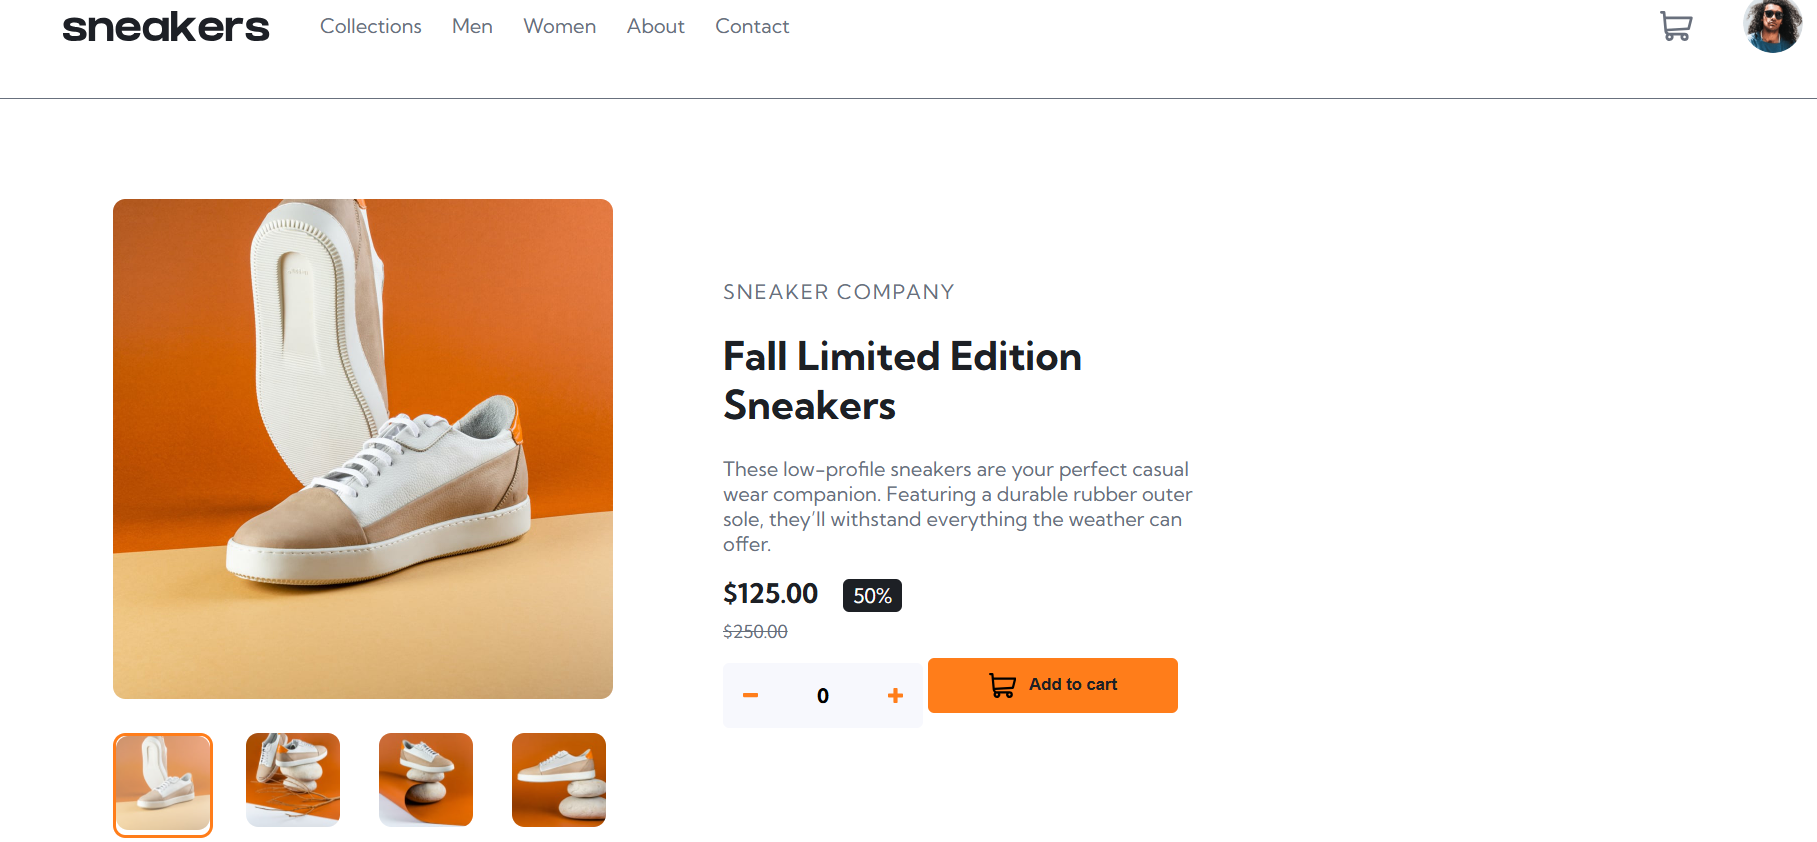 sneakers
Collections
Men
Women
About
Contact
SNEAKER COMPANY
Fall Limited Edition
Sneakers
These low-profile sneakers are your perfect casual
wear companion. Featuring a durable rubber outer
sole, they’ll withstand everything the weather can
offer.
$125.00
50%
$250.00
0
Add to cart